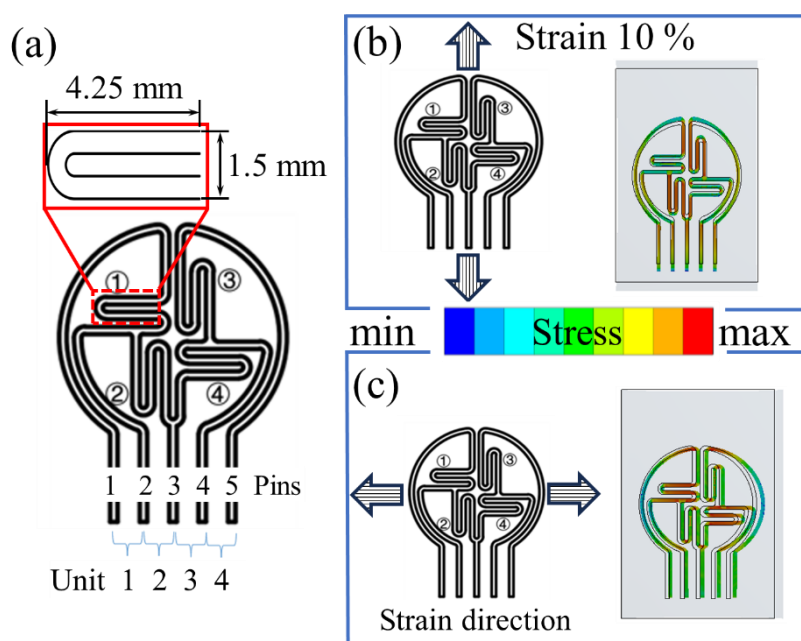 (a)
4.25 mm
1.5 mm
①
③
②
④
1 2 3 4 5 Pins
Unit 1 2 3 4
(b)
Strain 10 %
①
③
②
④
min Stress max
(c)
①
③
②
④
Strain direction